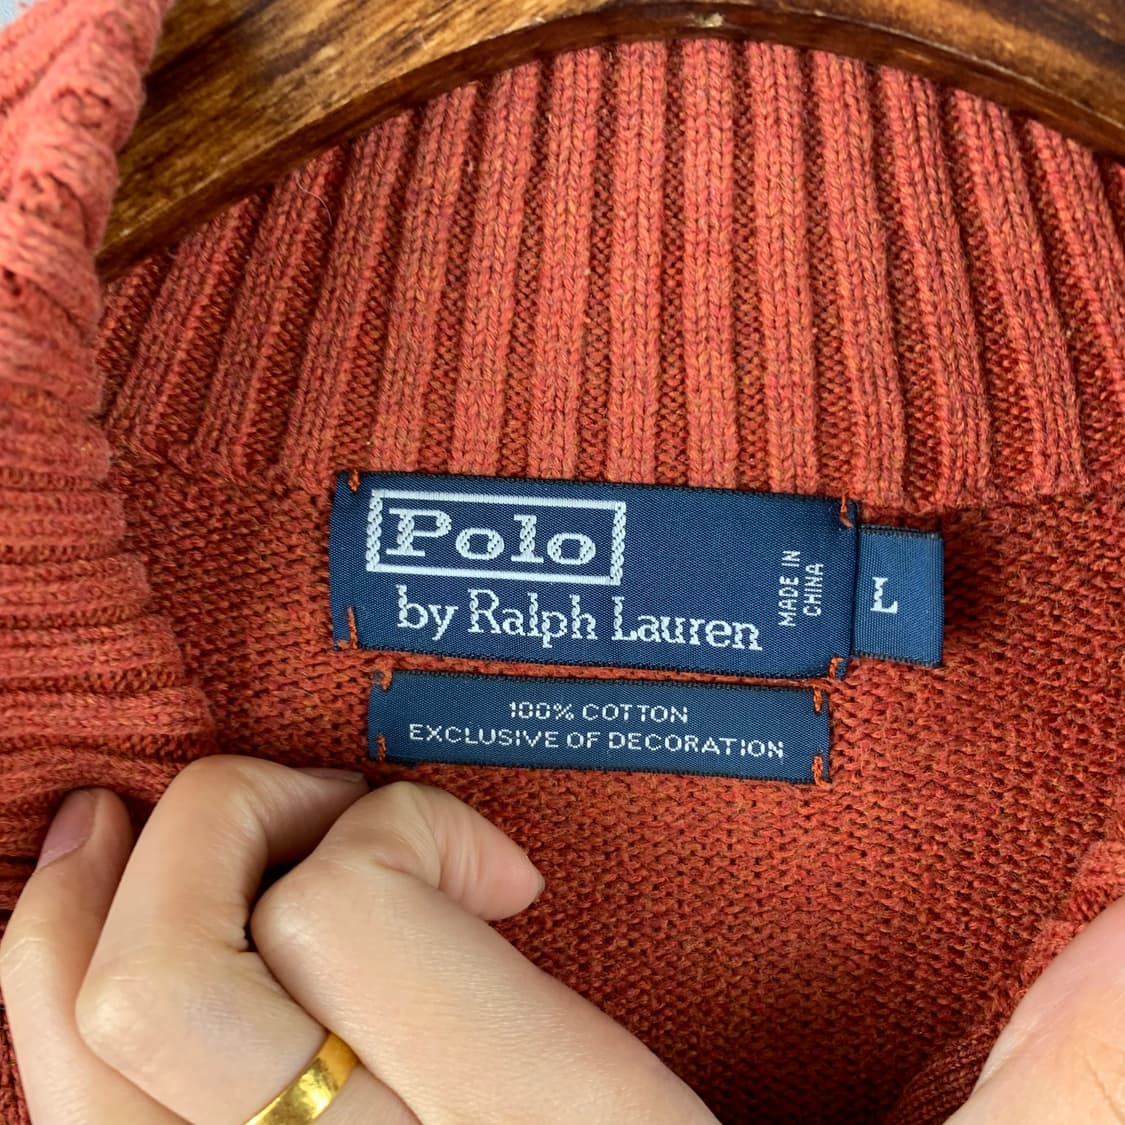 Polo
by Ralph Lauren
MADE IN
CHINA
L
100% COTTON
EXCLUSIVE OF DECORATION